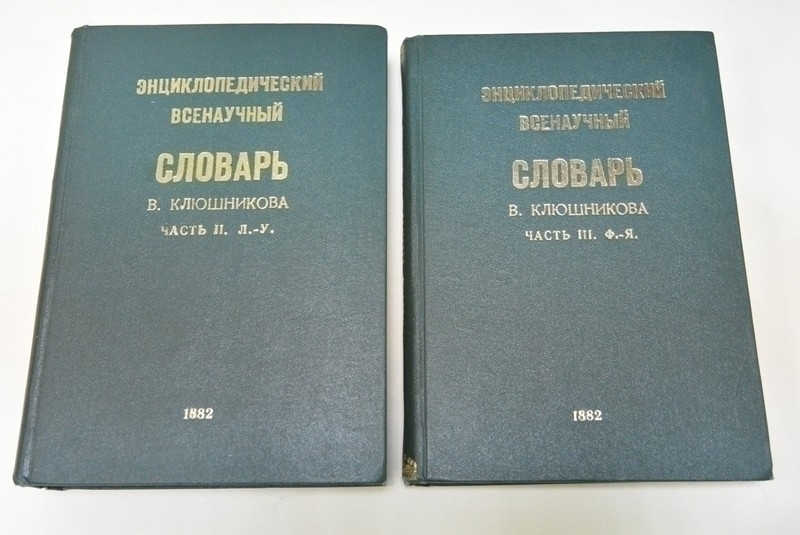 ЭНЦИКЛОПЕДИЧЕСКИЙ
ВСЕНАУЧНЫЙ
СЛОВАРЬ
В. КЛЮШНИКОВА
ЧАСТЬ II. Л.-У.
1882
ЭНЦИКЛОПЕДИЧЕСКИЙ
ВСЕНАУЧНЫЙ
СЛОВАРЬ
В. КЛЮШНИКОВА
ЧАСТЬ III. Ф.-Я.
1882